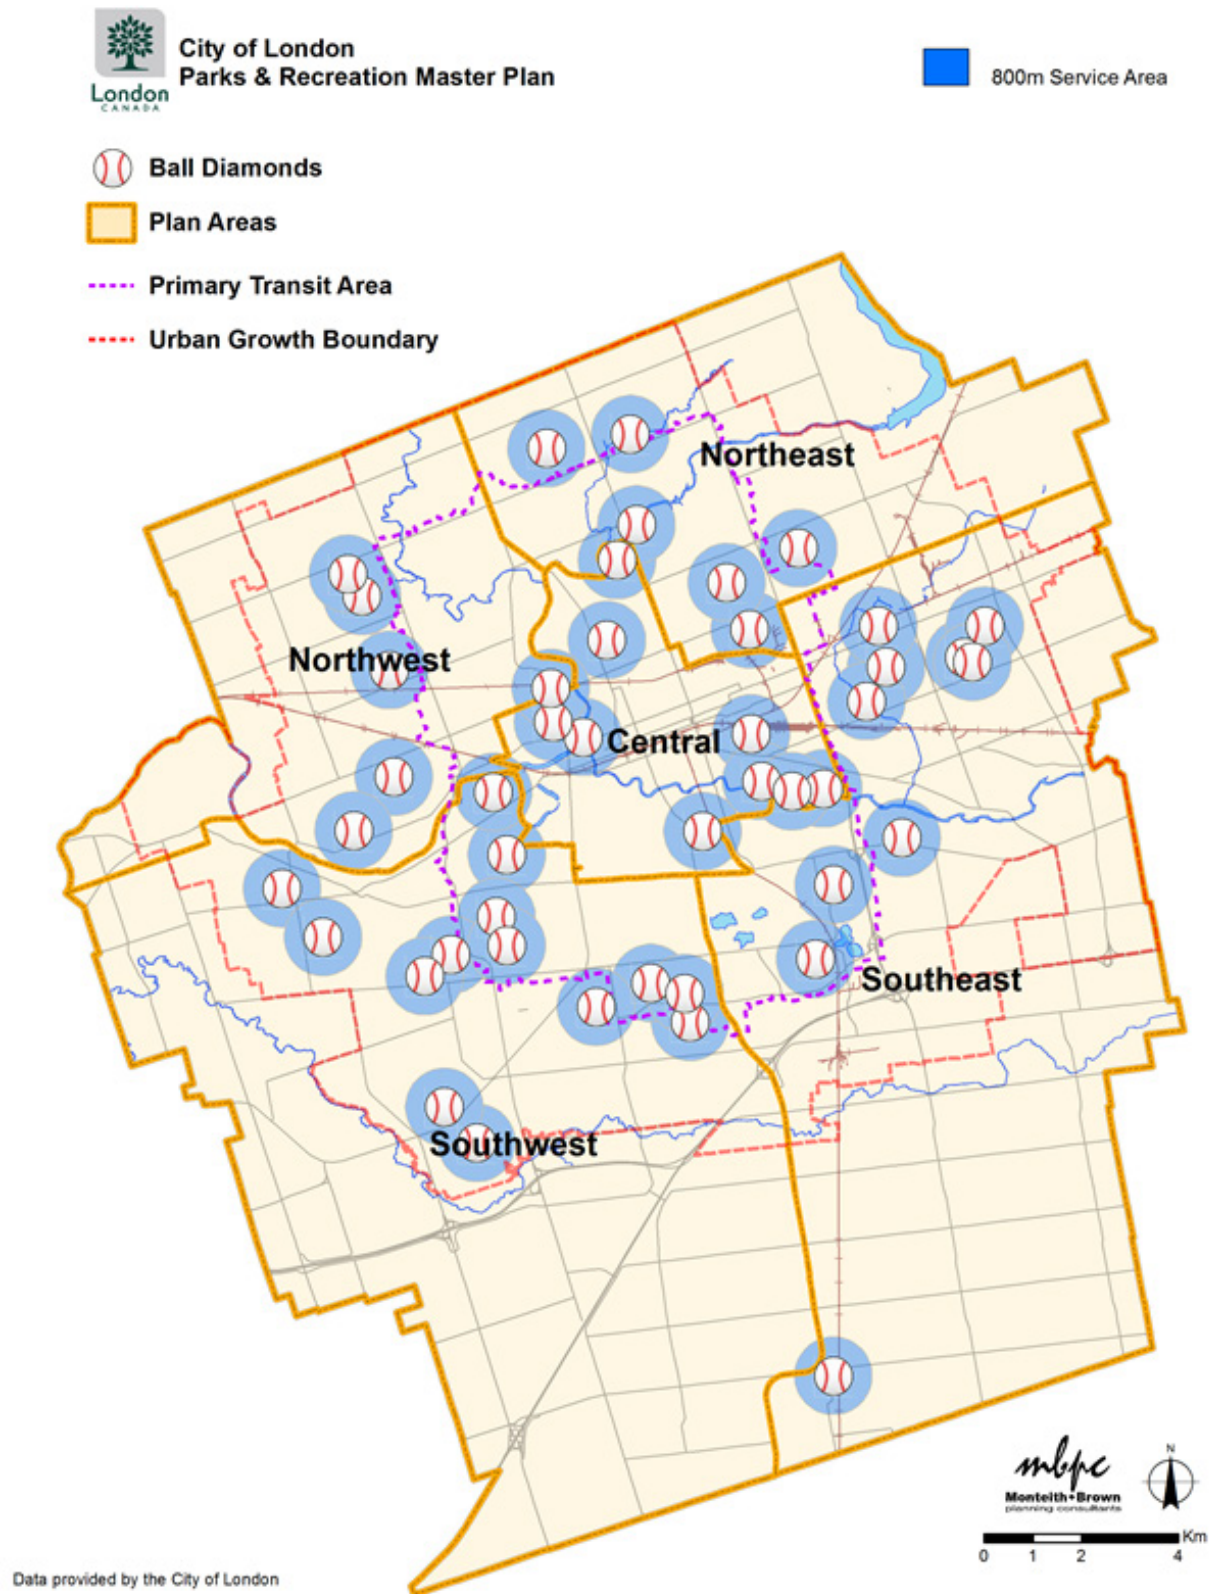 City of London
Parks & Recreation Master Plan
London
CANADA
800m Service Area
Ball Diamonds
Plan Areas
Primary Transit Area
Urban Growth Boundary
Northeast
Northwest
Central
Southeast
Southwest
mbpc
Monteith+Brown
planning consultants
N
Km
0 1 2 4
Data provided by the City of London